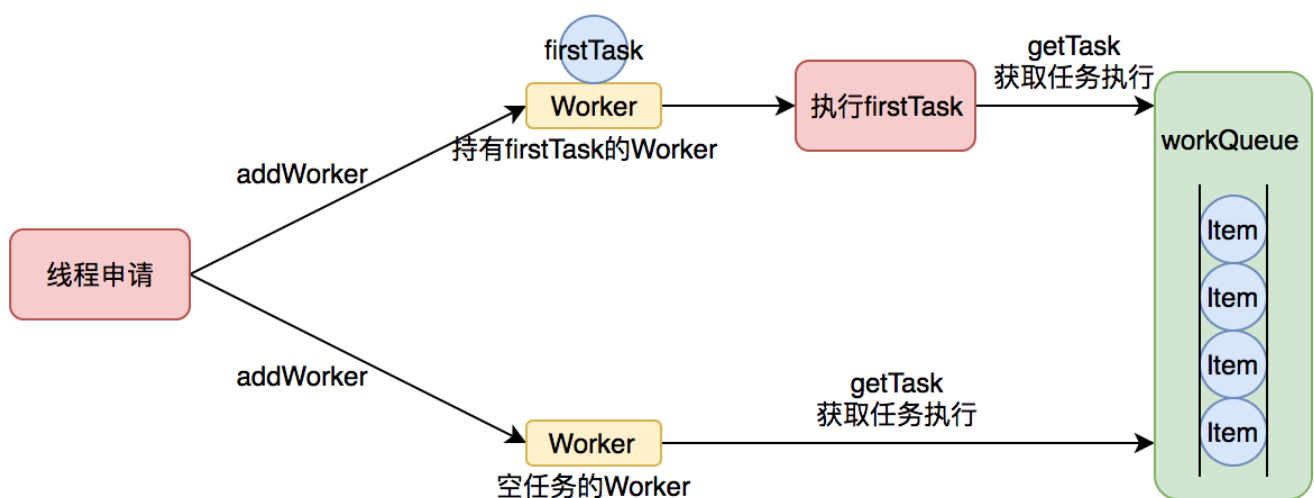 firstTask
Worker
持有firstTask的Worker
执行firstTask
getTask
获取任务执行
workQueue
addWorker
线程申请
Item
Item
Item
Item
addWorker
Worker
空任务的Worker
getTask
获取任务执行